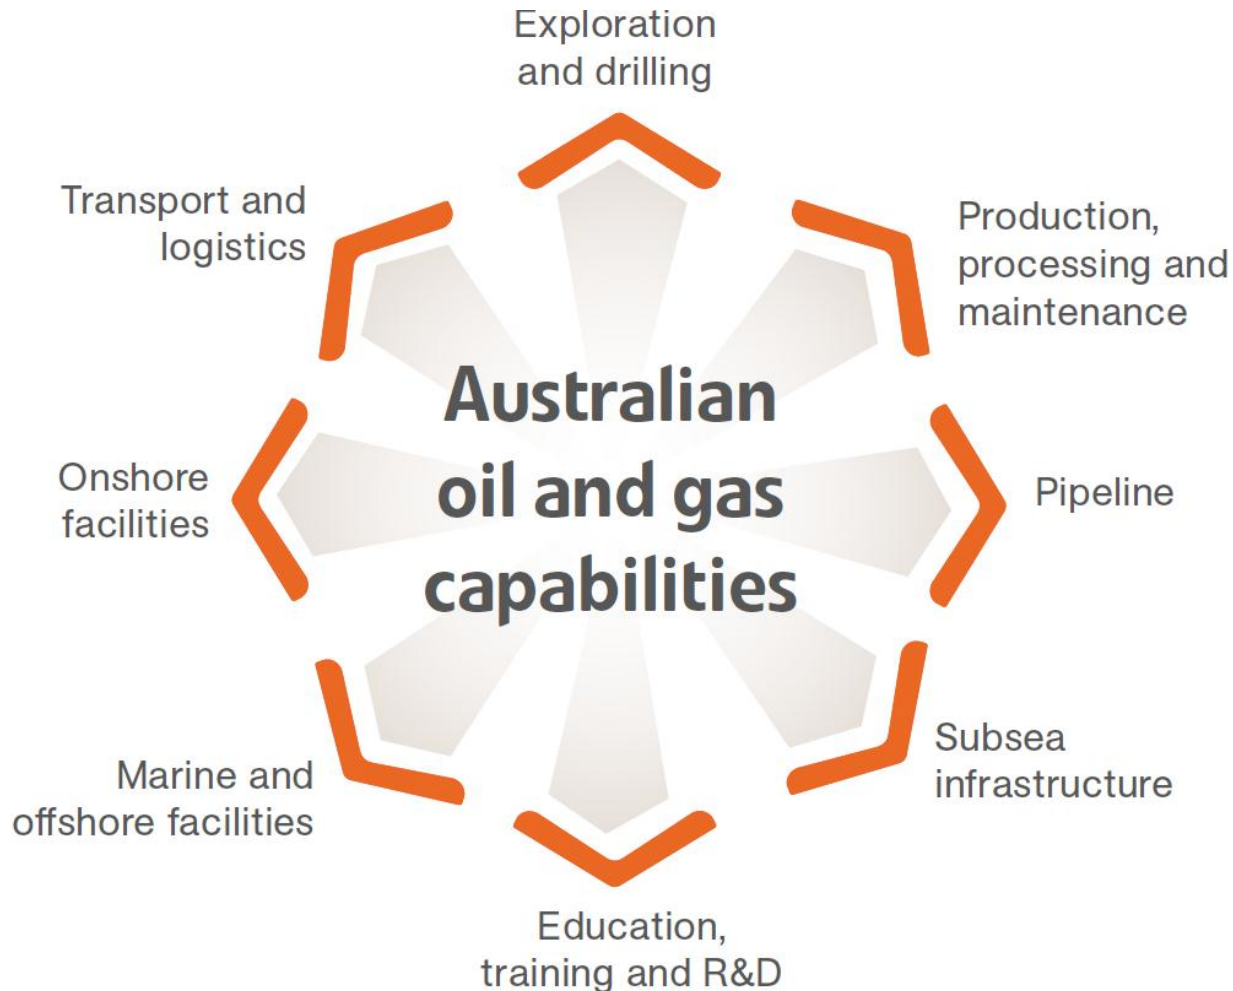 Exploration
and drilling
Transport and
logistics
Production,
processing and
maintenance
Australian
oil and gas
capabilities
Onshore
facilities
Pipeline
Subsea
infrastructure
Marine and
offshore facilities
Education,
training and R&D